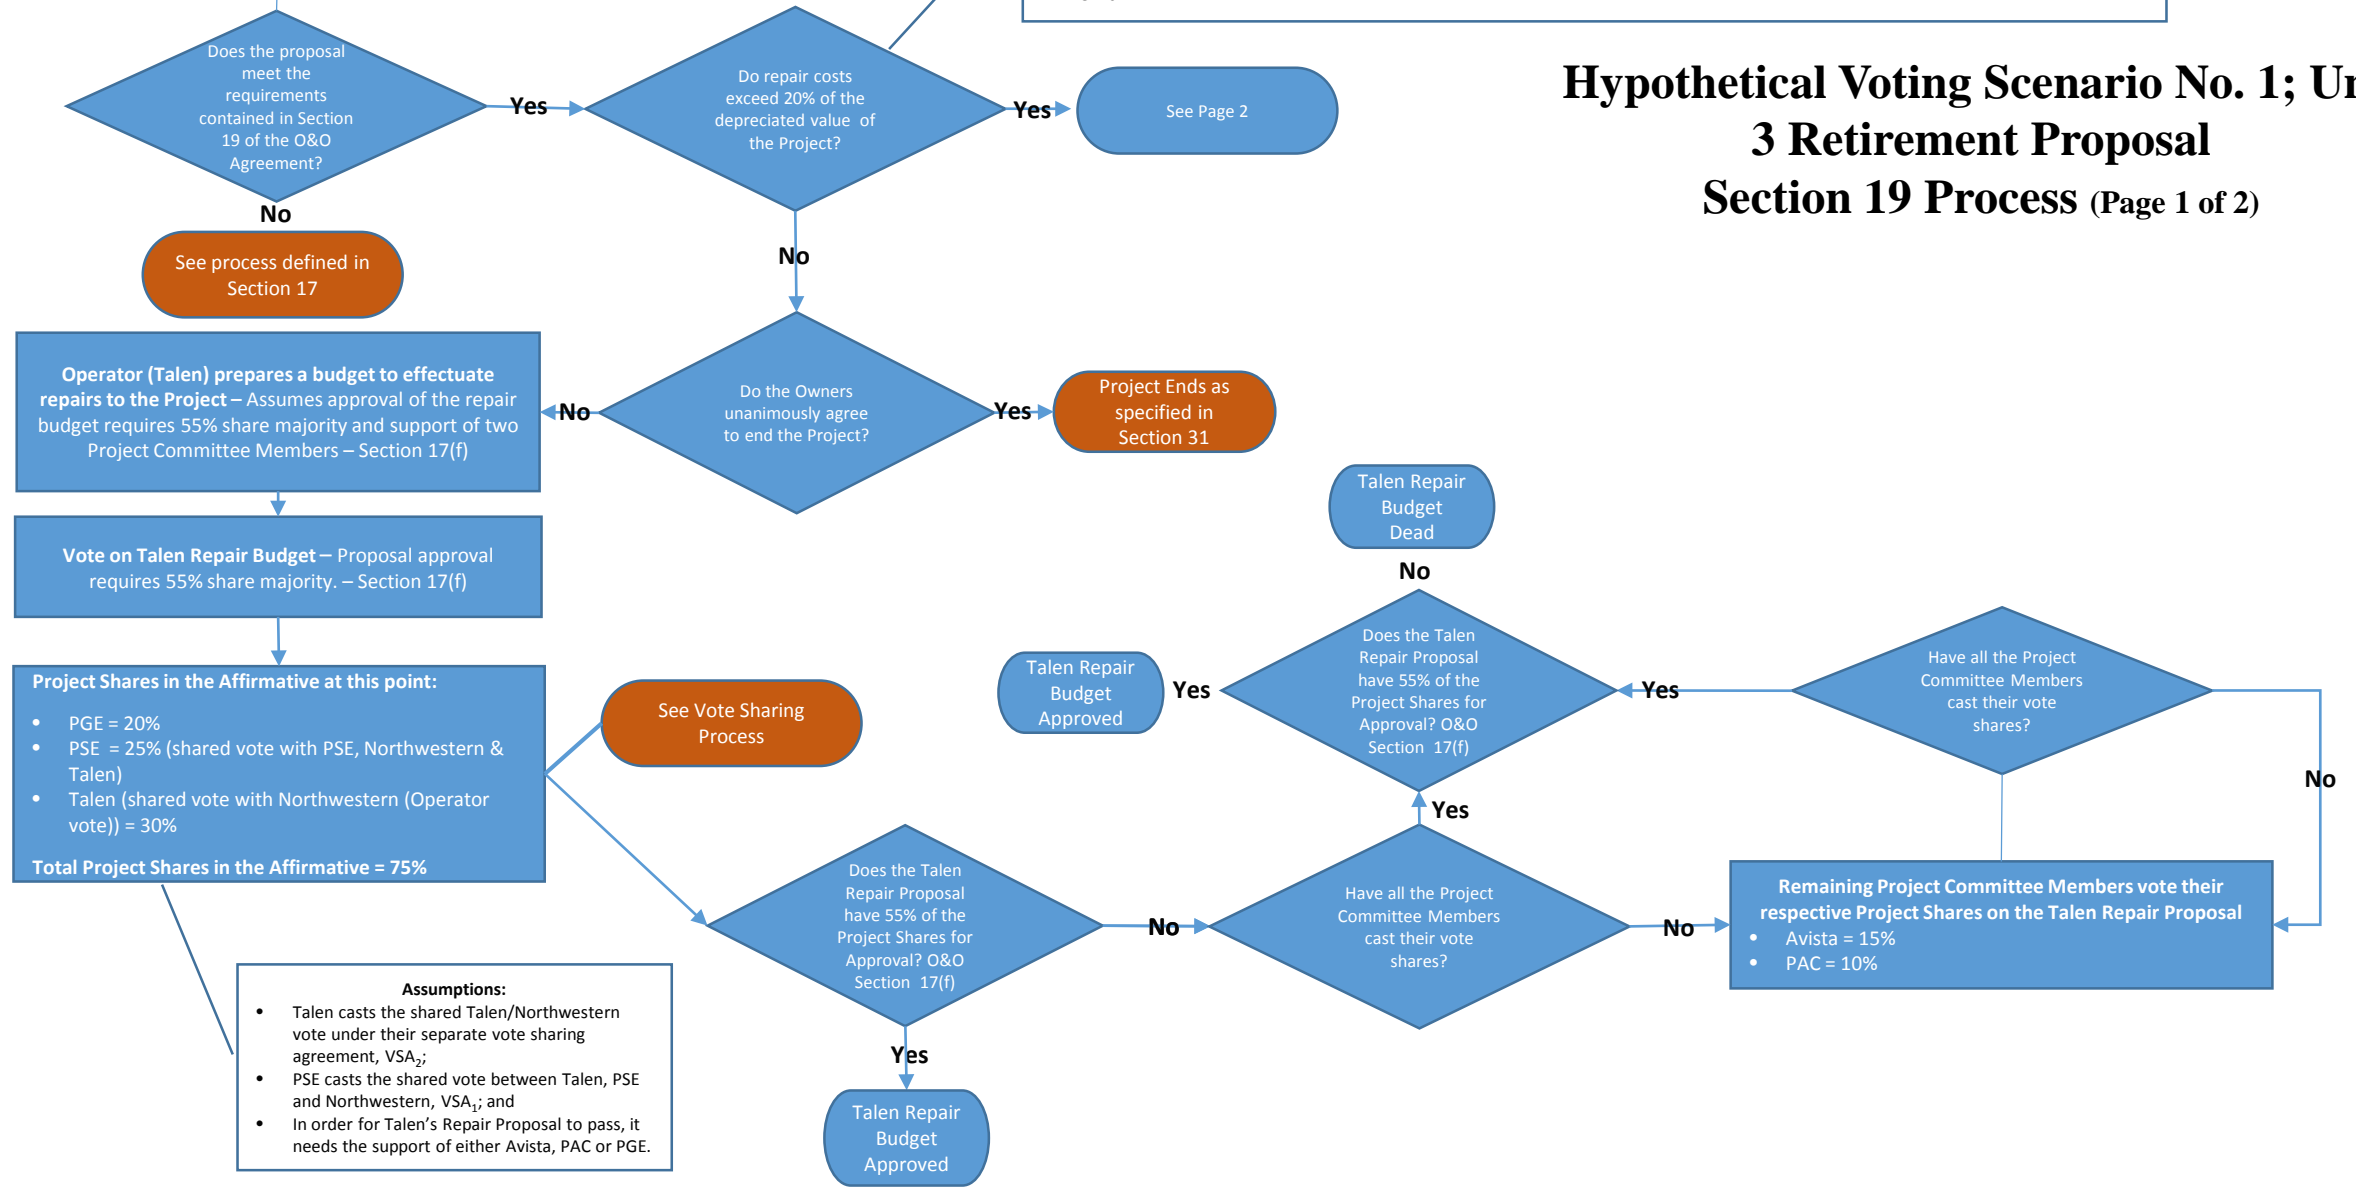 Hypothetical Voting Scenario No. 1; Un
3 Retirement Proposal
Section 19 Process (Page 1 of 2)
Does the proposal
meet the
requirements
contained in Section
19 of the O&O
Agreement?
Yes
No
See process defined in
Section 17
Do repair costs
exceed 20% of the
depreciated value of
the Project?
Yes
See Page 2
No
Do the Owners
unanimously agree
to end the Project?
Yes
Project Ends as
specified in
Section 31
No
Operator (Talen) prepares a budget to effectuate
repairs to the Project – Assumes approval of the repair
budget requires 55% share majority and support of two
Project Committee Members – Section 17(f)
Vote on Talen Repair Budget – Proposal approval
requires 55% share majority. – Section 17(f)
Project Shares in the Affirmative at this point:
• PGE = 20%
• PSE = 25% (shared vote with PSE, Northwestern &
Talen)
• Talen (shared vote with Northwestern (Operator
vote)) = 30%
Total Project Shares in the Affirmative = 75%
See Vote Sharing
Process
Assumptions:
• Talen casts the shared Talen/Northwestern
vote under their separate vote sharing
agreement, VSA2;
• PSE casts the shared vote between Talen, PSE
and Northwestern, VSA1; and
• In order for Talen's Repair Proposal to pass, it
needs the support of either Avista, PAC or PGE.
Does the Talen
Repair Proposal
have 55% of the
Project Shares for
Approval? O&O
Section 17(f)
Yes
Talen Repair
Budget
Approved
No
Have all the Project
Committee Members
cast their vote
shares?
Yes
No
Remaining Project Committee Members vote their
respective Project Shares on the Talen Repair Proposal
• Avista = 15%
• PAC = 10%
Have all the Project
Committee Members
cast their vote
shares?
No
Yes
Does the Talen
Repair Proposal
have 55% of the
Project Shares for
Approval? O&O
Section 17(f)
Yes
Talen Repair
Budget
Approved
No
Talen Repair
Budget
Dead